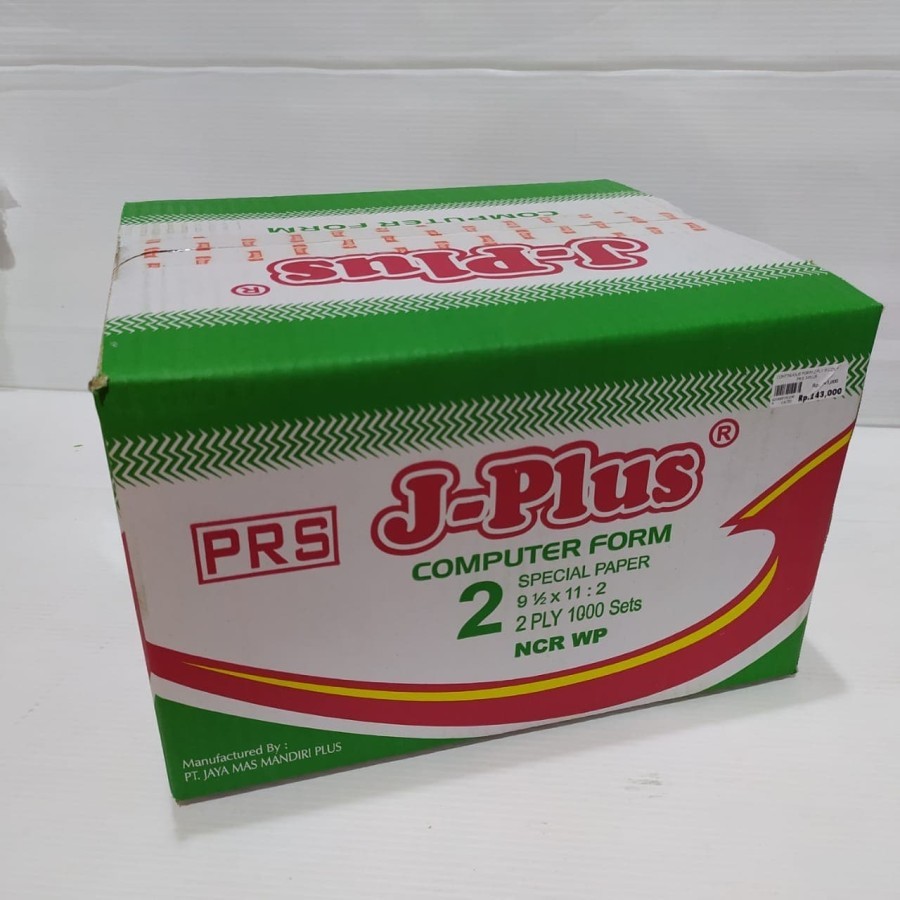 COMPUTER FORM
J-Plus ®
Rp.243,000
J-Plus ®
PRS
COMPUTER FORM
2
SPECIAL PAPER
9 ½ x 11 : 2
2 PLY 1000 Sets
NCR WP
Manufactured By :
PT. JAYA MAS MANDIRI PLUS